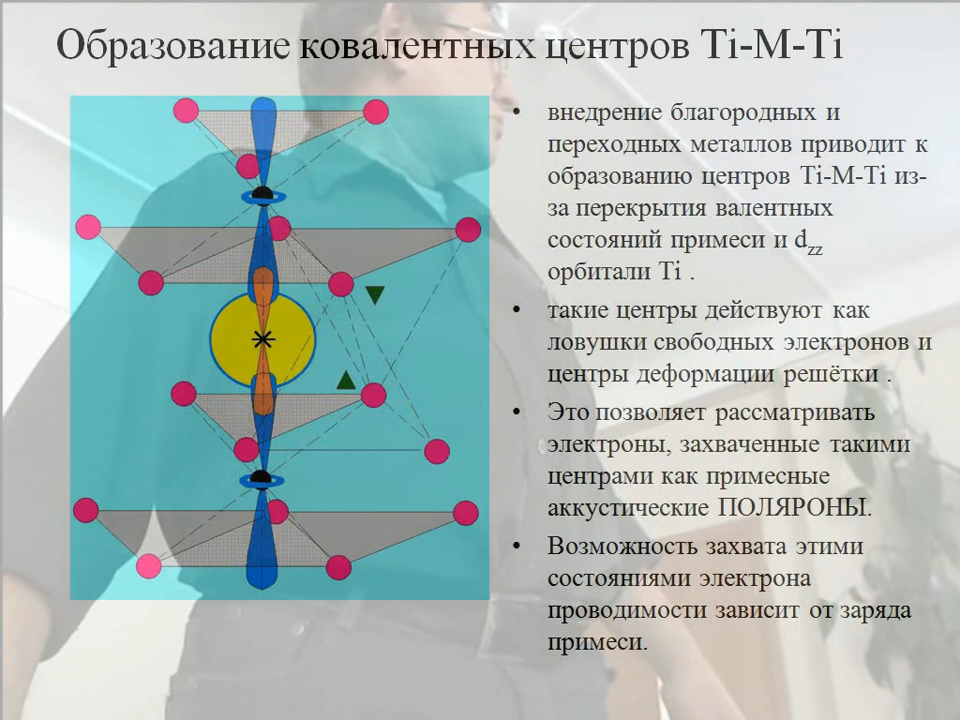 Образование ковалентных центров Ti-M-Ti
• внедрение благородных и
переходных металлов приводит к
образованию центров Ti-M-Ti из-
за перекрытия валентных
состояний примеси и dzz
орбитали Ti .
• такие центры действуют как
ловушки свободных электронов и
центры деформации решётки .
• Это позволяет рассматривать
электроны, захваченные такими
центрами как примесные
аккустические ПОЛЯРОНЫ.
• Возможность захвата этими
состояниями электрона
проводимости зависит от заряда
примеси.